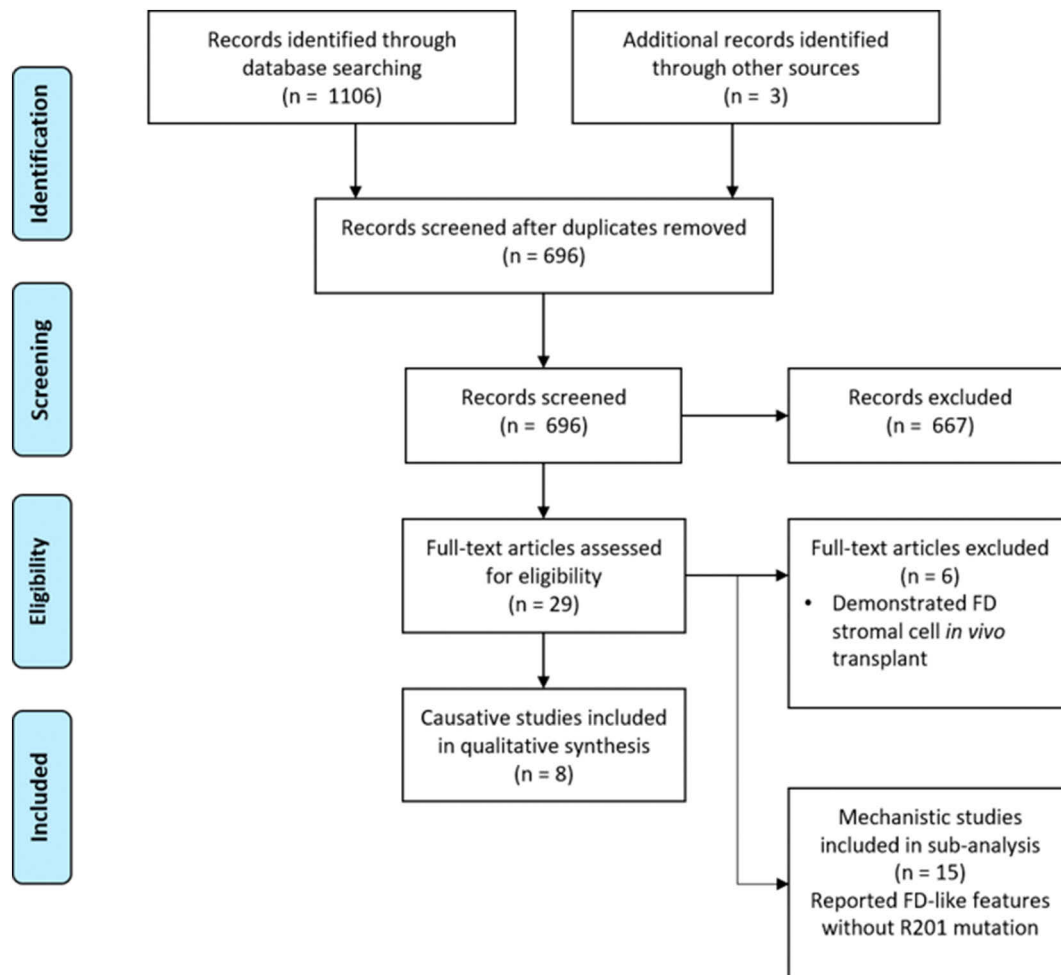 Records identified through
database searching
(n = 1106)
Additional records identified
through other sources
(n = 3)
Identification
Records screened after duplicates removed
(n = 696)
Screening
Records screened
(n = 696)
Records excluded
(n = 667)
Eligibility
Full-text articles assessed
for eligibility
(n = 29)
Full-text articles excluded
(n = 6)
• Demonstrated FD
stromal cell in vivo
transplant
Included
Causative studies included
in qualitative synthesis
(n = 8)
Mechanistic studies
included in sub-analysis
(n = 15)
Reported FD-like features
without R201 mutation